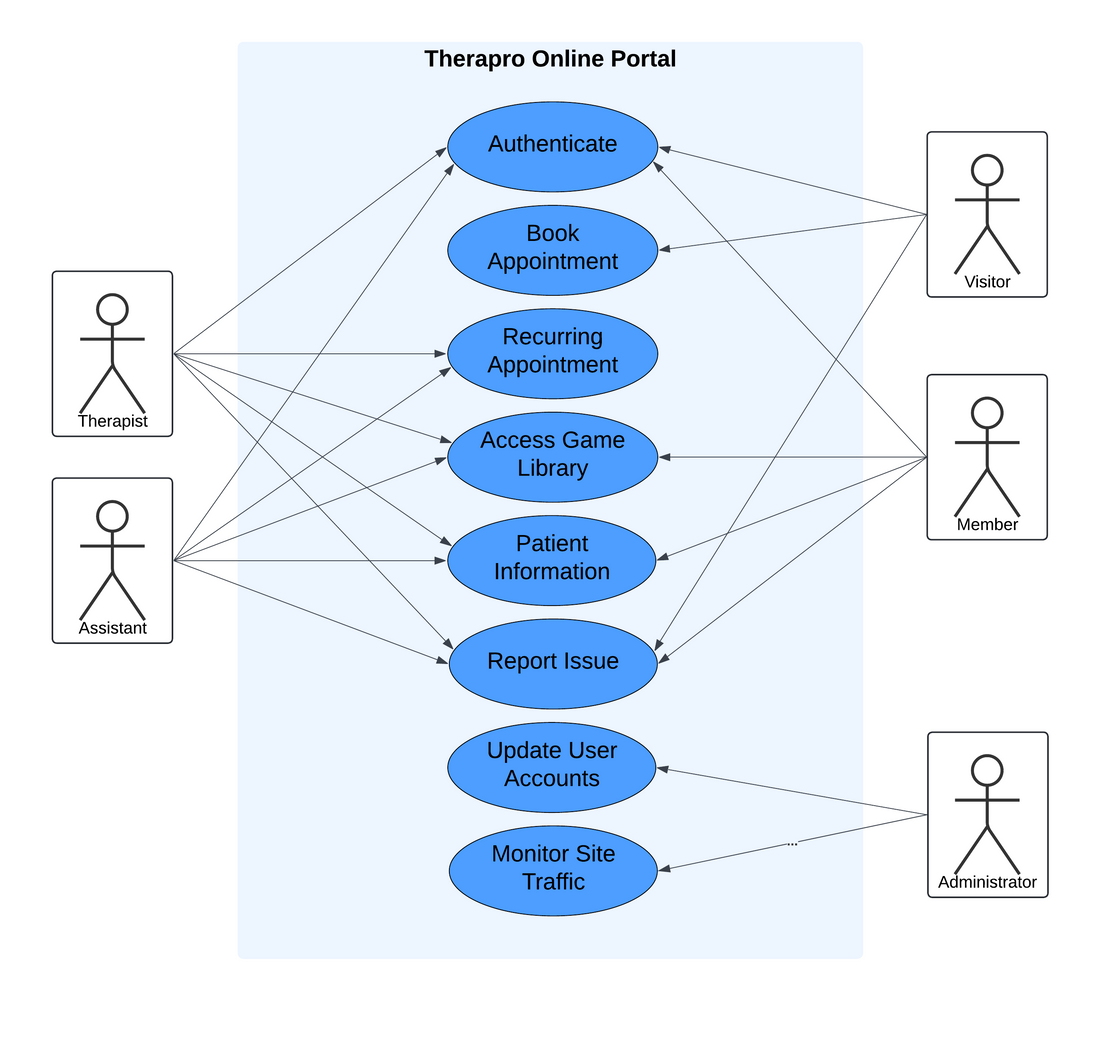 Therapro Online Portal
Authenticate
Book
Appointment
Recurring
Appointment
Access Game
Library
Patient
Information
Report Issue
Update User
Accounts
Monitor Site
Traffic
Therapist
Assistant
Visitor
Member
Administrator
...